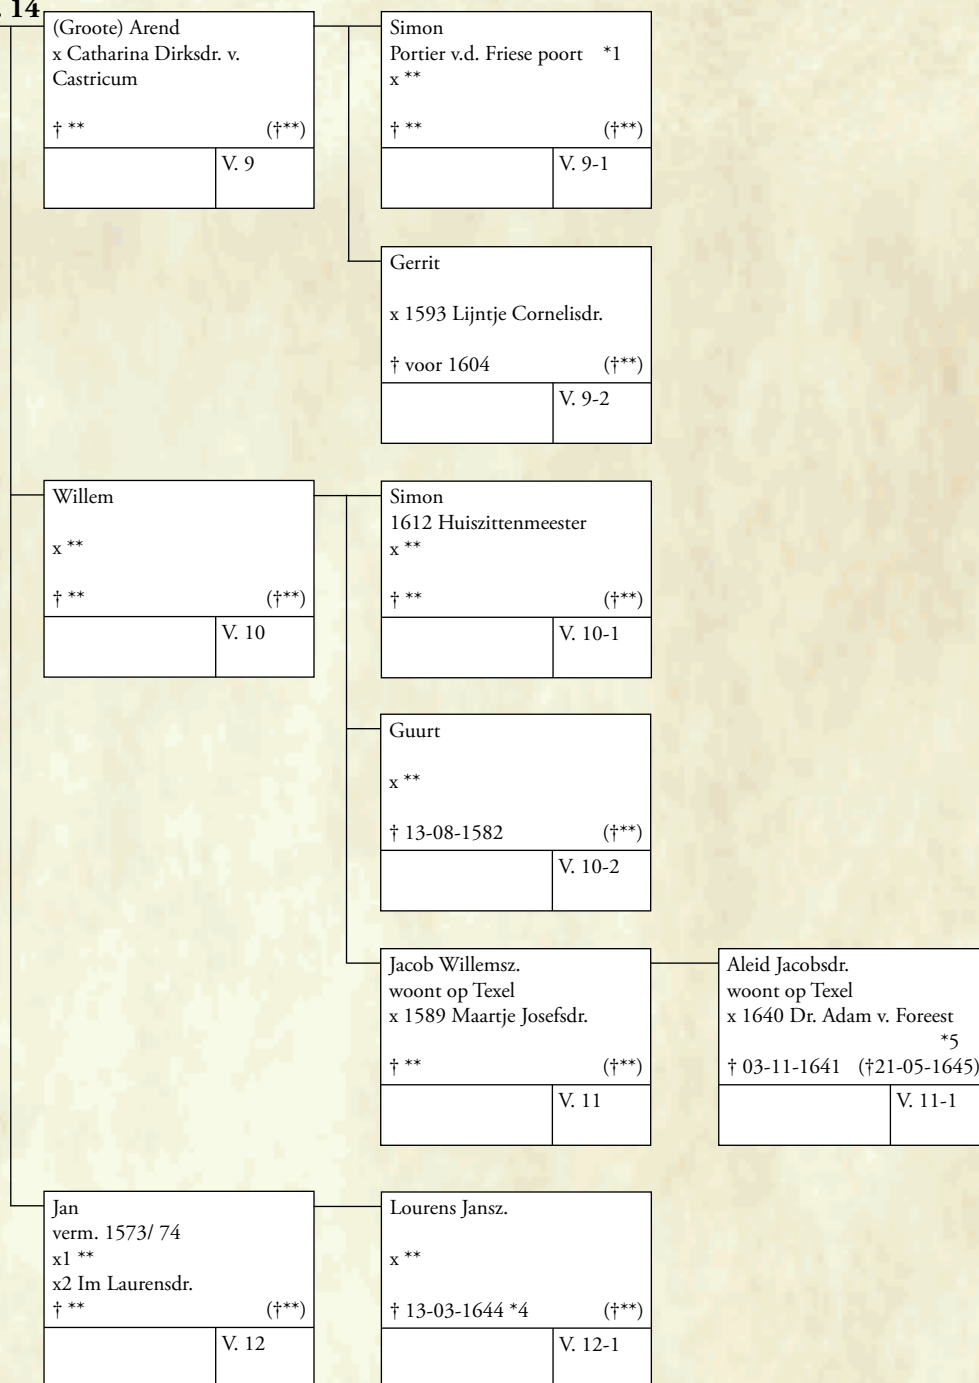 14
(Groote) Arend
x Catharina Dirksdr. v.
Castricum
† ** (†**)
V. 9
Simon
Portier v.d. Friese poort *1
x **
† ** (†**)
V. 9-1
Gerrit
x 1593 Lijntje Cornelisdr.
† voor 1604 (†**)
V. 9-2
Willem
x **
† ** (†**)
V. 10
Simon
1612 Huiszittenmeester
x **
† ** (†**)
V. 10-1
Guurt
x **
† 13-08-1582 (†**)
V. 10-2
Jacob Willemsz.
woont op Texel
x 1589 Maartje Josefsdr.
† ** (†**)
V. 11
Aleid Jacobsdr.
woont op Texel
x 1640 Dr. Adam v. Foreest
*5
† 03-11-1641 (†21-05-1645)
V. 11-1
Jan
verm. 1573/ 74
x1 **
x2 Im Laurensdr.
† ** (†**)
V. 12
Lourens Jansz.
x **
† 13-03-1644 *4 (†**)
V. 12-1